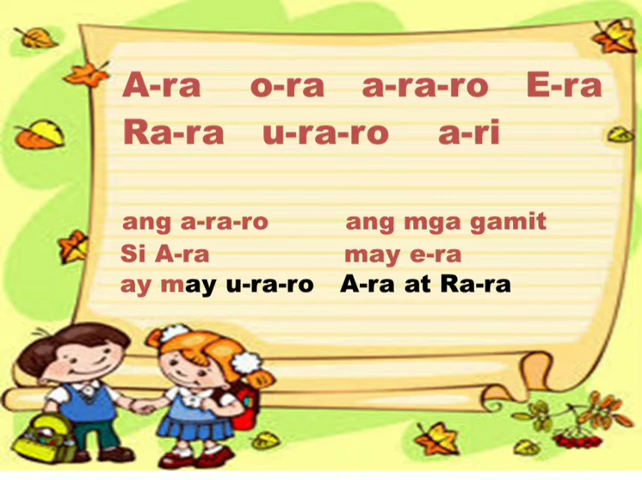 A-ra o-ra a-ra-ro E-ra
Ra-ra u-ra-ro a-ri
ang a-ra-ro ang mga gamit
Si A-ra may e-ra
ay may u-ra-ro A-ra at Ra-ra